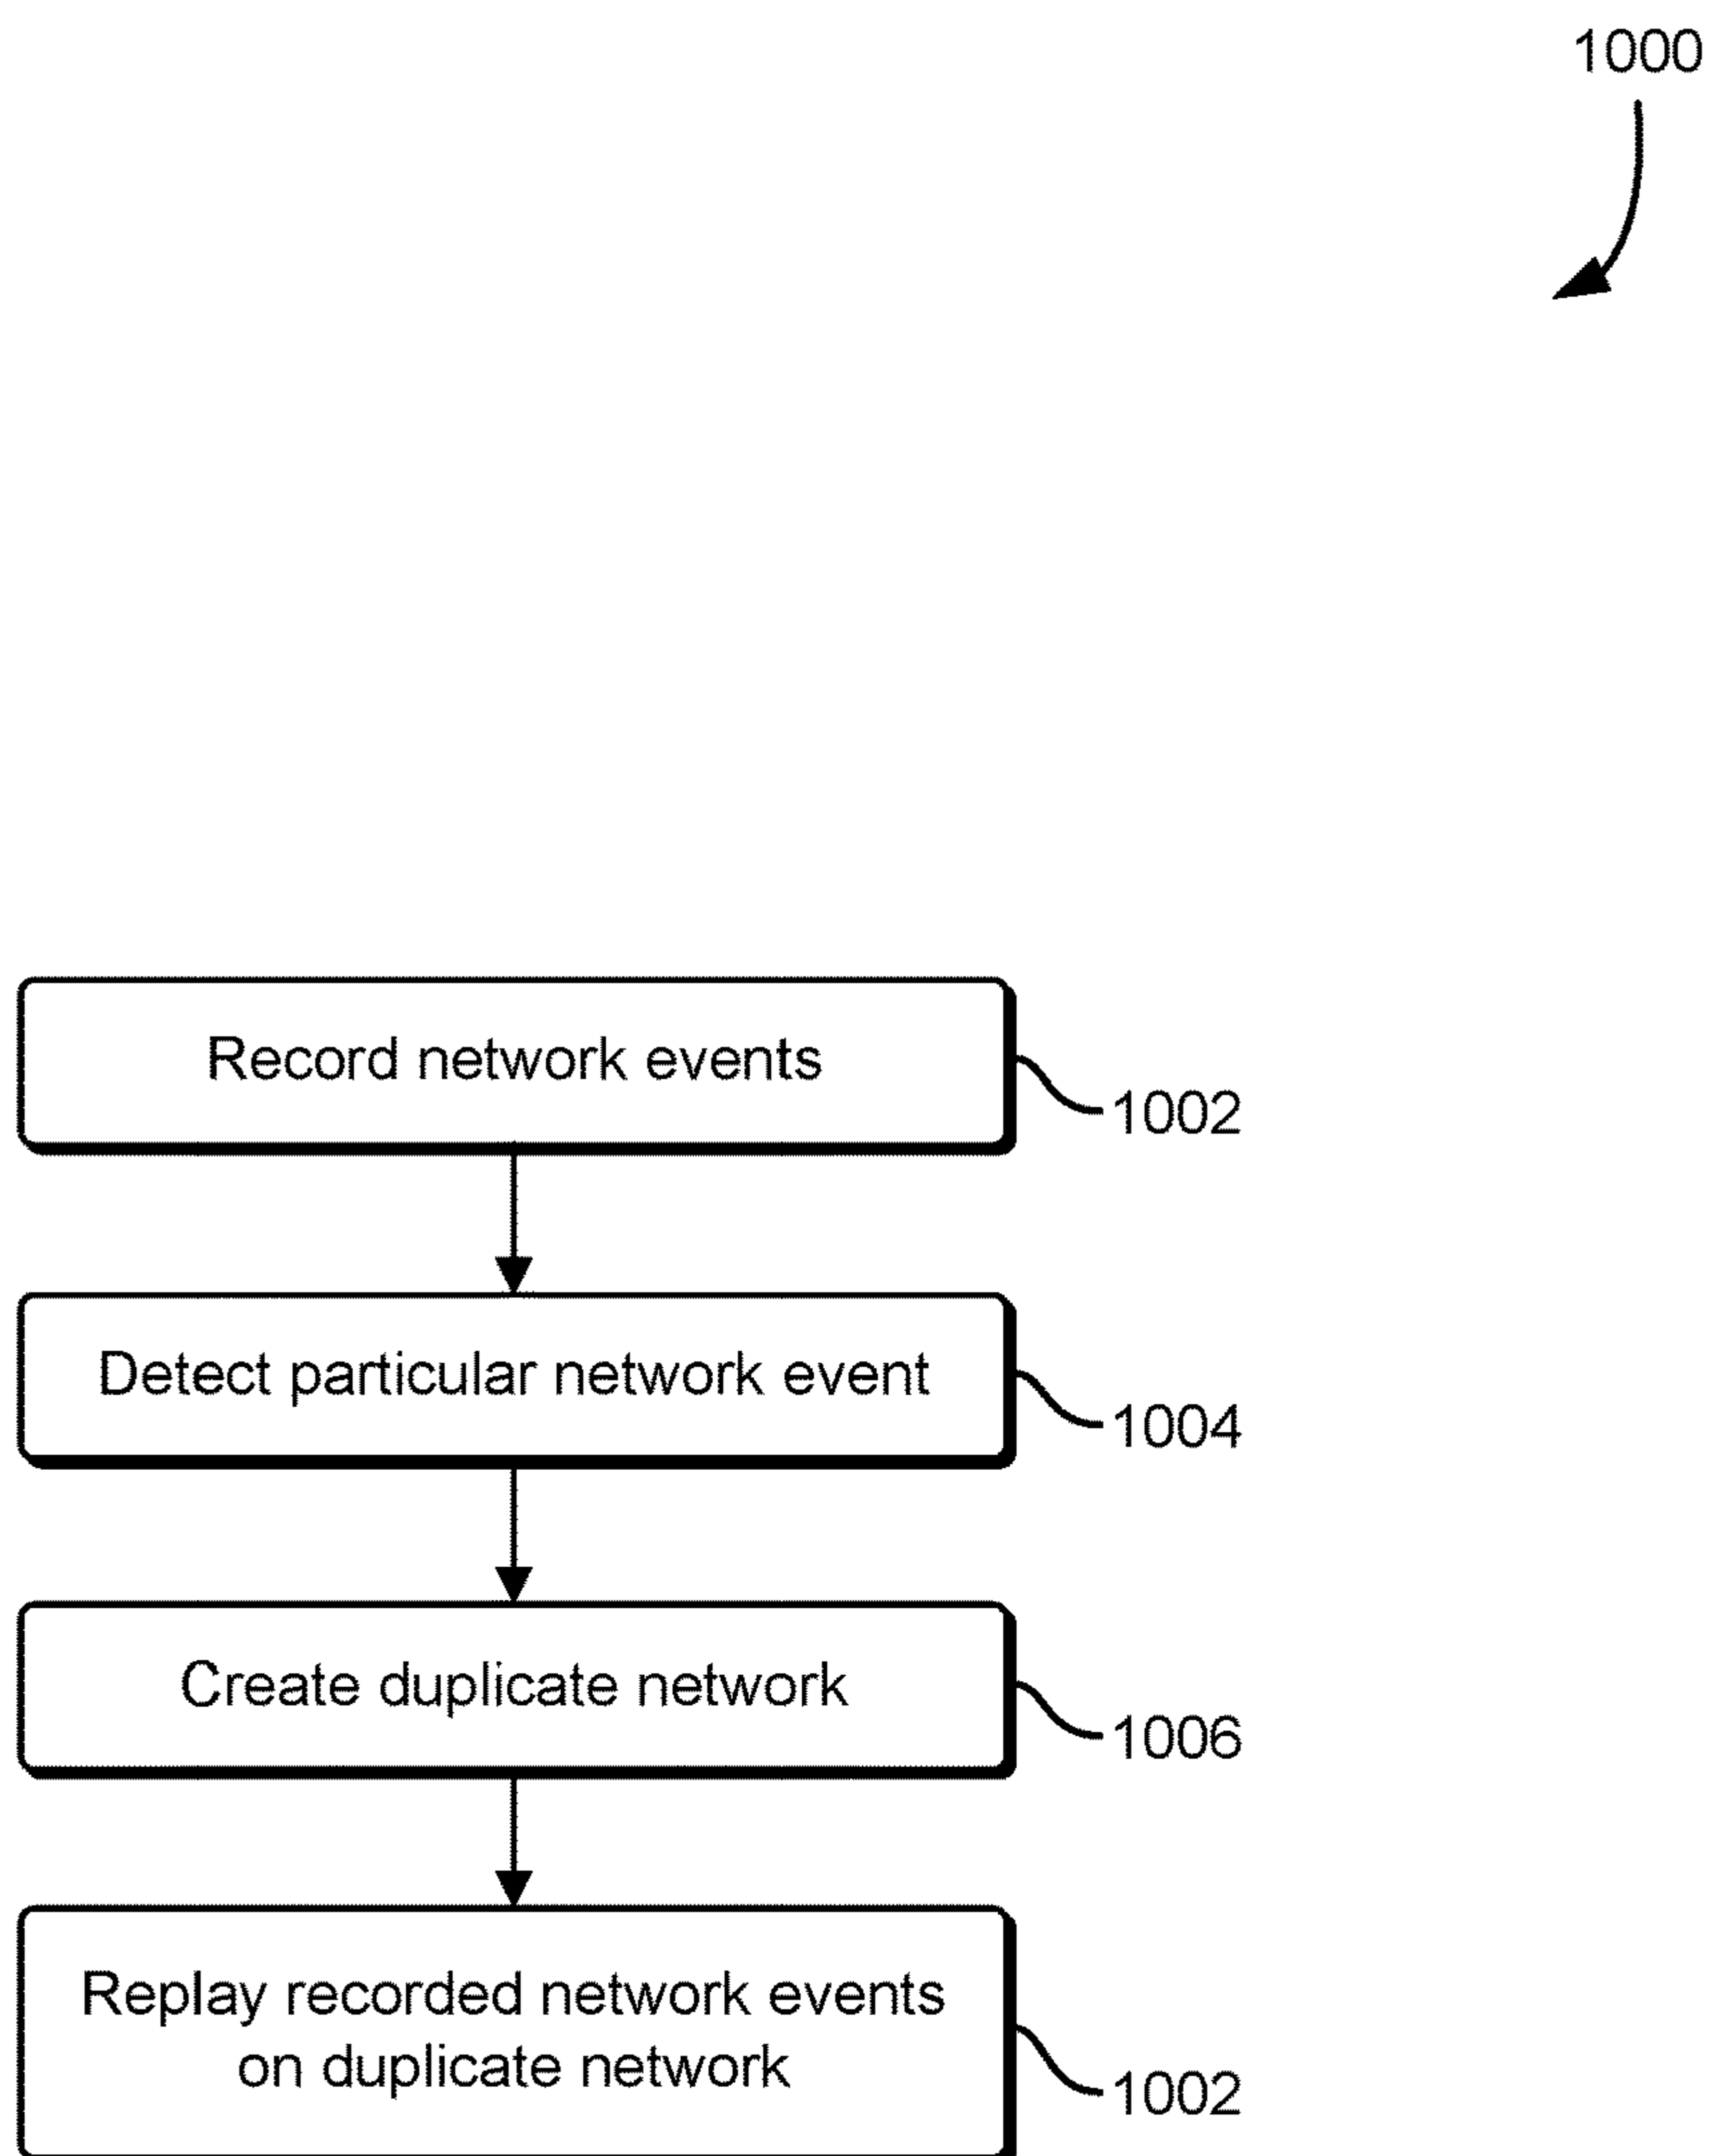 1000
Record network events
1002
Detect particular network event
1004
Create duplicate network
1006
Replay recorded network events
on duplicate network
1002